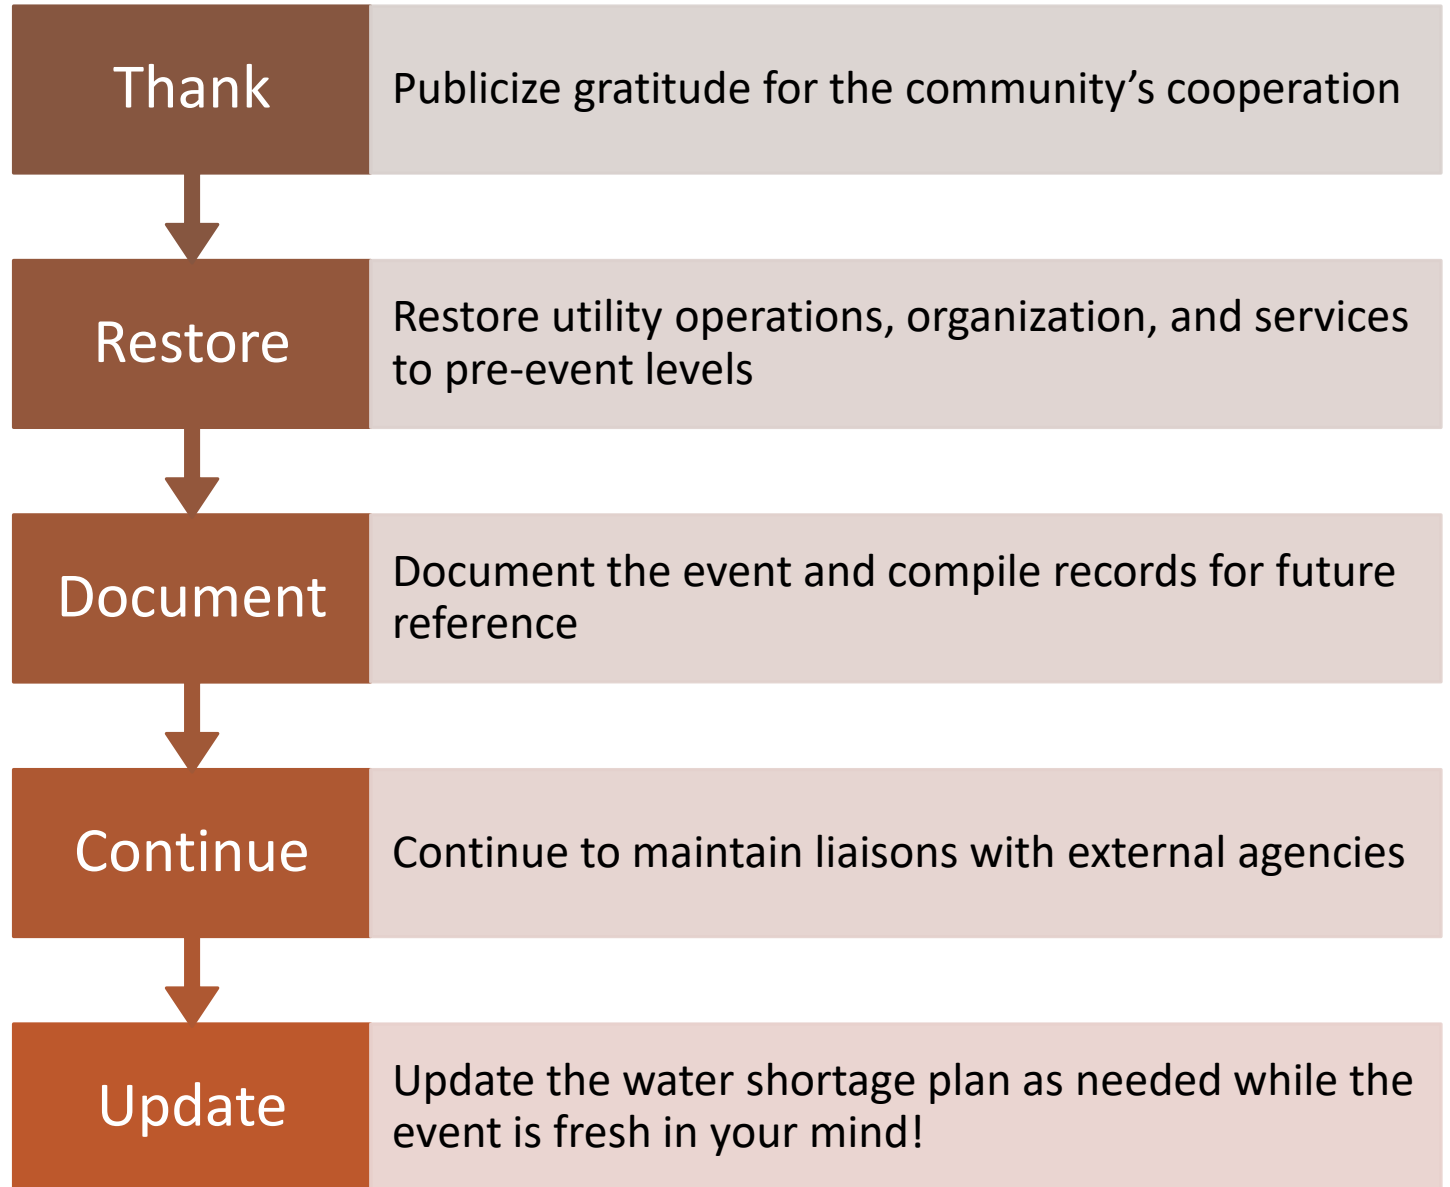 Thank
Publicize gratitude for the community’s cooperation
Restore
Restore utility operations, organization, and services
to pre-event levels
Document
Document the event and compile records for future
reference
Continue
Continue to maintain liaisons with external agencies
Update
Update the water shortage plan as needed while the
event is fresh in your mind!